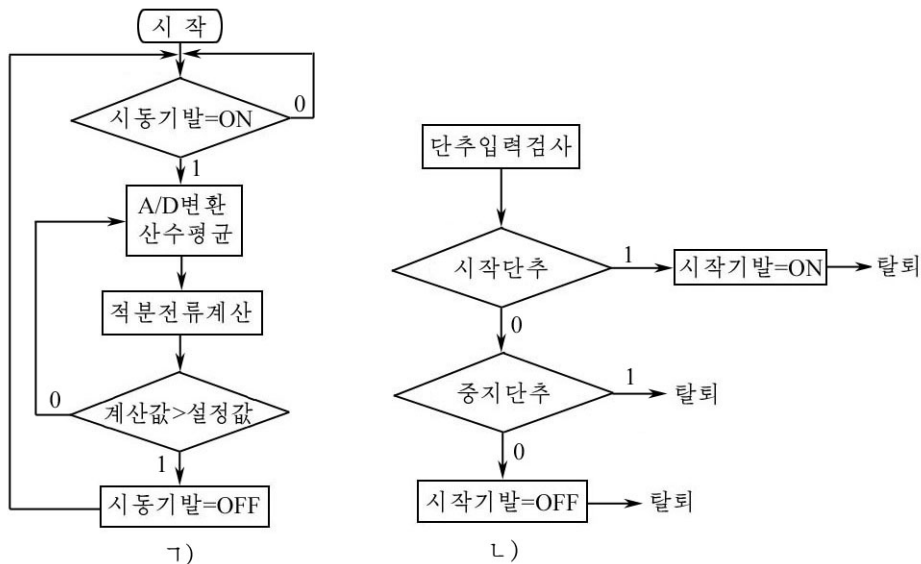 시 작
시동기발=ON
0
1
A/D변환
산수평균
적분전류계산
0
계산값>설정값
1
시동기발=OFF
ㄱ)
단추입력검사
시작단추
1
시작기발=ON
탈퇴
0
중지단추
1
탈퇴
0
시작기발=OFF
탈퇴
ㄴ)